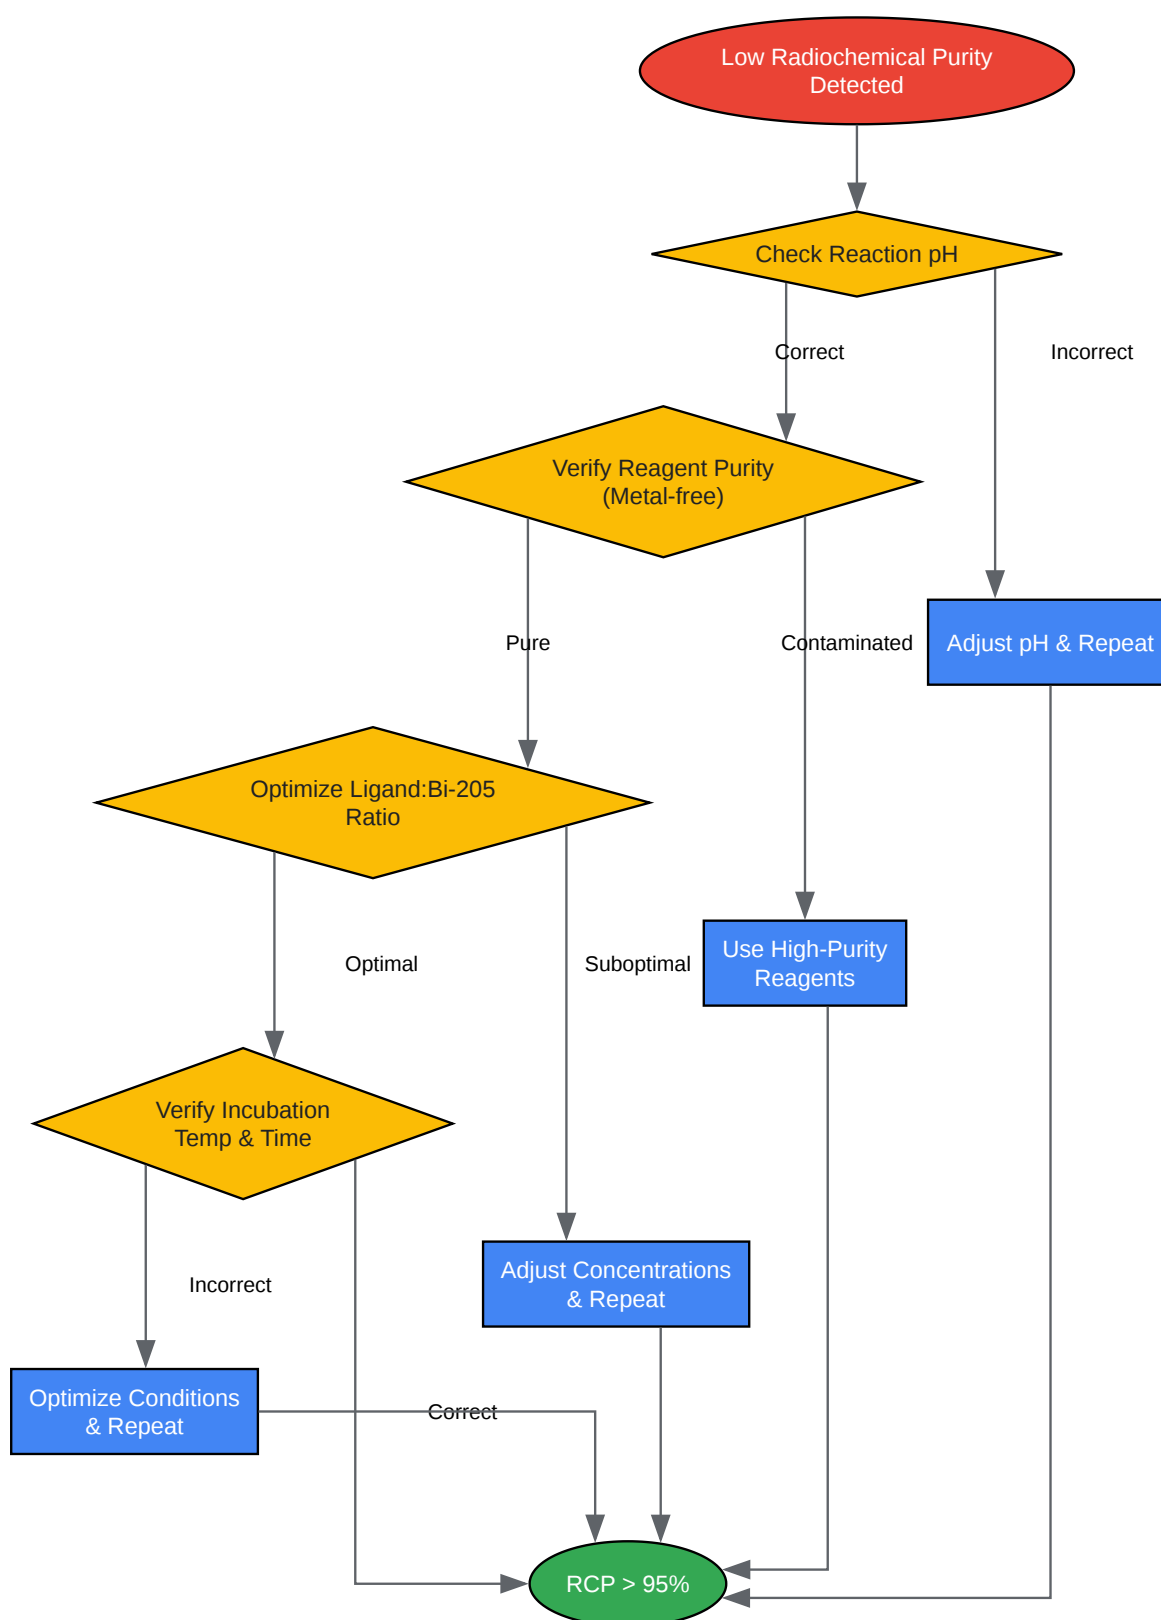 Low Radiochemical Purity
Detected
Check Reaction pH
Correct
Incorrect
Verify Reagent Purity
(Metal-free)
Pure
Contaminated
Adjust pH & Repeat
Optimize Ligand:Bi-205
Ratio
Optimal
Suboptimal
Use High-Purity
Reagents
Verify Incubation
Temp & Time
Incorrect
Adjust Concentrations
& Repeat
Optimize Conditions
& Repeat
Correct
RCP > 95%